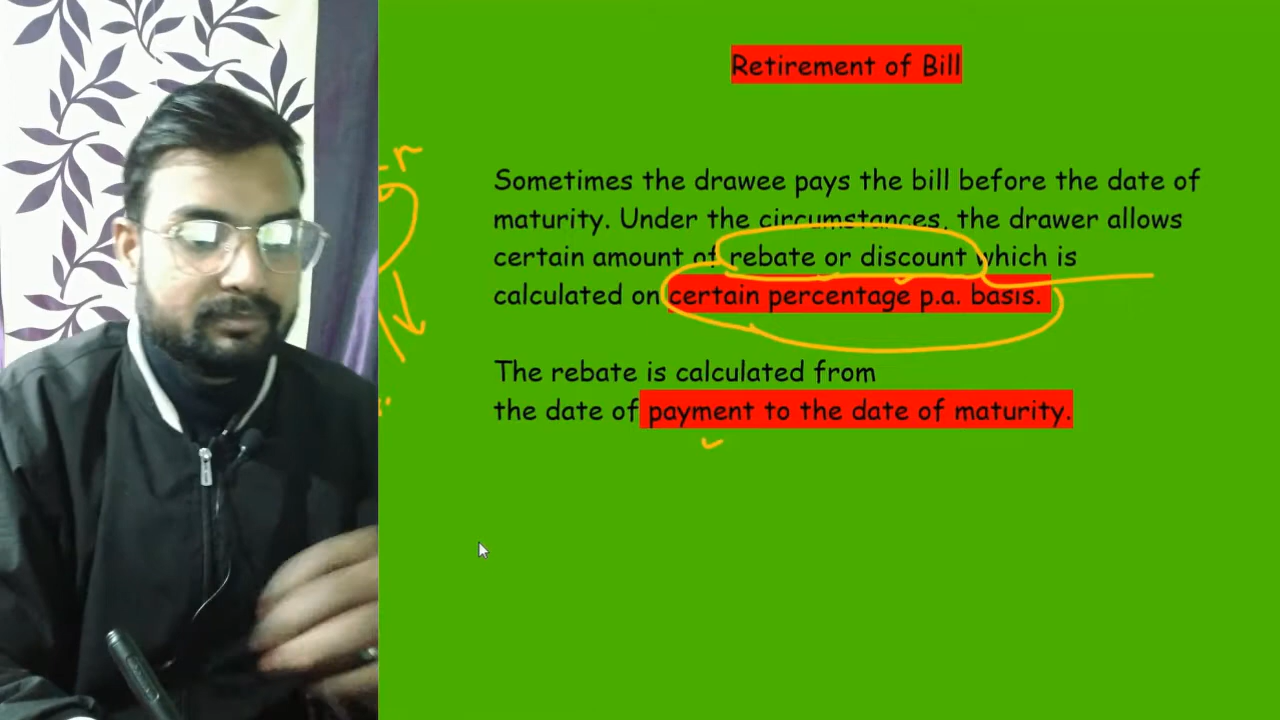 Retirement of Bill
Sometimes the drawee pays the bill before the date of
maturity. Under the circumstances, the drawer allows
certain amount of rebate or discount which is
calculated on certain percentage p.a. basis.
The rebate is calculated from
the date of payment to the date of maturity.